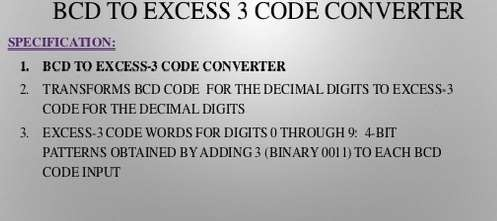 BCD TO EXCESS 3 CODE CONVERTER
SPECIFICATION:
1. BCD TO EXCESS-3 CODE CONVERTER
2. TRANSFORMS BCD CODE FOR THE DECIMAL DIGITS TO EXCESS-3
CODE FOR THE DECIMAL DIGITS
3. EXCESS-3 CODE WORDS FOR DIGITS 0 THROUGH 9: 4-BIT
PATTERNS OBTAINED BY ADDING 3 (BINARY 0011) TO EACH BCD
CODE INPUT